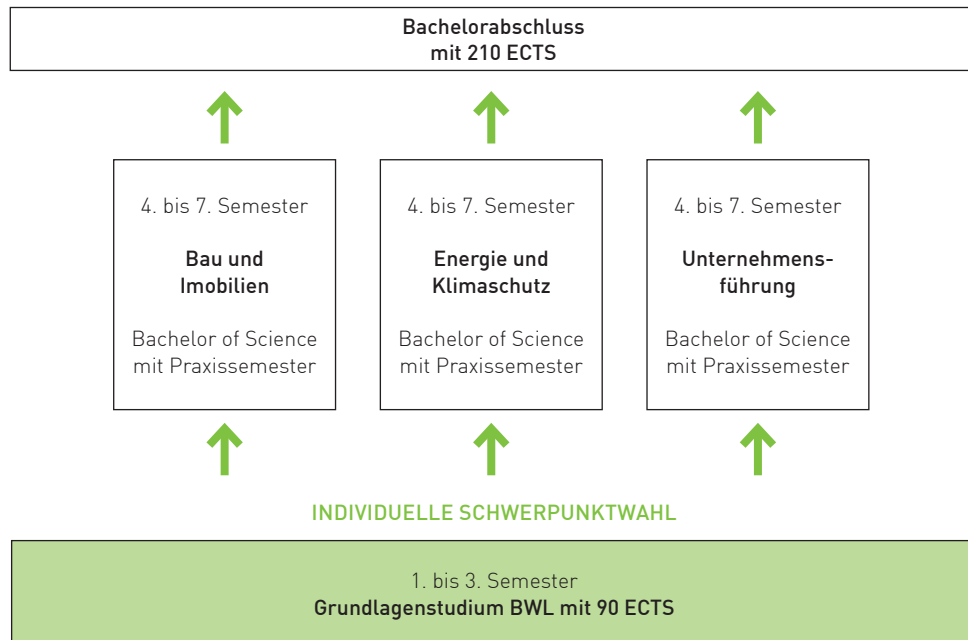 Bachelorabschluss
mit 210 ECTS
4. bis 7. Semester
Bau und
Imobilien
Bachelor of Science
mit Praxissemester
4. bis 7. Semester
Energie und
Klimaschutz
Bachelor of Science
mit Praxissemester
4. bis 7. Semester
Unternehmens-
führung
Bachelor of Science
mit Praxissemester
INDIVIDUELLE SCHWERPUNKTWAHL
1. bis 3. Semester
Grundlagenstudium BWL mit 90 ECTS